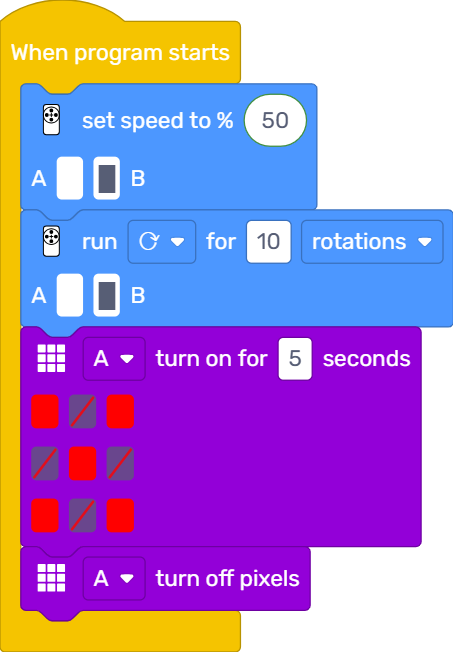 When program starts
set speed to % 50
A B
run for 10 rotations
A B
A turn on for 5 seconds
A turn off pixels